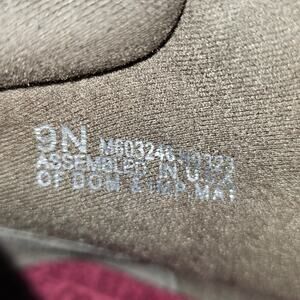 9N M603246
ASSEMBLED IN U.S.A
OF DOM & IMP MAT